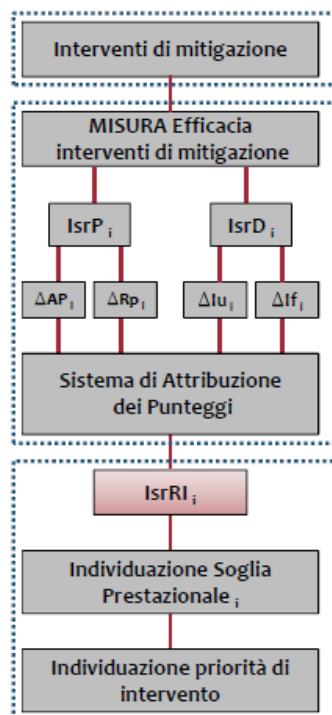 Interventi di mitigazione
MISURA Efficacia
interventi di mitigazione
IsrP i
IsrD i
ΔAP i
ΔRp i
ΔIu i
ΔIf i
Sistema di Attribuzione
dei Punteggi
IsrRI i
Individuazione Soglia
Prestazionale i
Individuazione priorità di
intervento